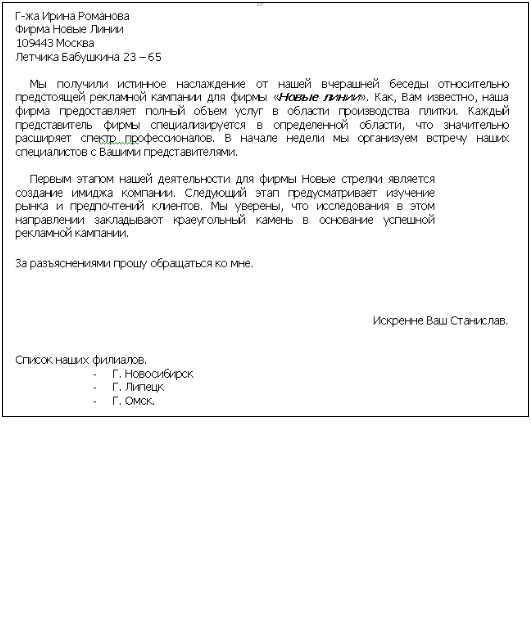 Г-жа Ирина Романова
Фирма Новые Линии
109443 Москва
Летчика Бабушкина 23 – 65
Мы получили истинное наслаждение от нашей вчерашней беседы относительно
предстоящей рекламной кампании для фирмы «Новые линии». Как, Вам известно, наша
фирма предоставляет полный объем услуг в области производства плитки. Каждый
представитель фирмы специализируется в определенной области, что значительно
расширяет спектр профессионалов. В начале недели мы организуем встречу наших
специалистов с Вашими представителями.
Первым этапом нашей деятельности для фирмы Новые стрелки является
создание имиджа компании. Следующий этап предусматривает изучение
рынка и предпочтений клиентов. Мы уверены, что исследования в этом
направлении закладывают краеугольный камень в основание успешной
рекламной кампании.
За разъяснениями прошу обращаться ко мне.
Искренне Ваш Станислав.
Список наших филиалов.
- Г. Новосибирск
- Г. Липецк
- Г. Омск.